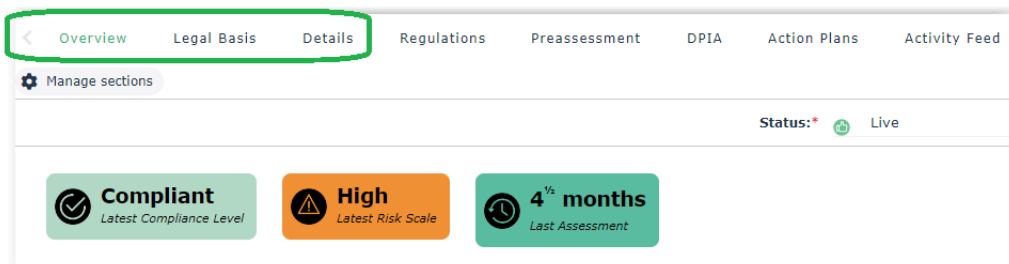 Overview Legal Basis Details Regulations Preassessment DPIA Action Plans Activity Feed
Manage sections
Status:* Live
Compliant High 4½ months
Latest Compliance Level Latest Risk Scale Last Assessment